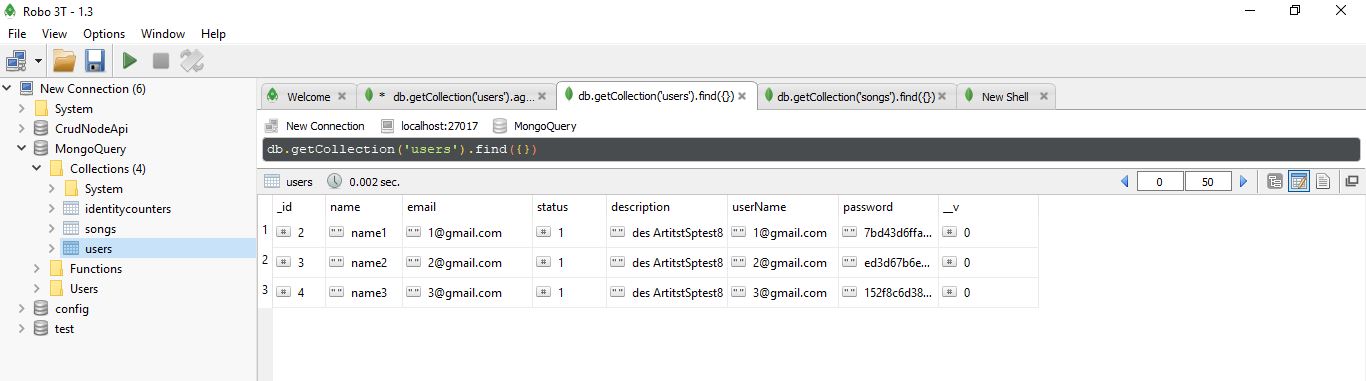 Robo 3T - 1.3
File View Options Window Help
New Connection (6)
System
CrudNodeApi
MongoQuery
Collections (4)
System
identitycounters
songs
users
Functions
Users
config
test
Welcome * db.getCollection('users').ag... db.getCollection('users').find({}) db.getCollection('songs').find({}) New Shell
New Connection localhost:27017 MongoQuery
db.getCollection('users').find({})
users 0.002 sec. 0 50
_id name email status description userName password __v
1 # 2 "" name1 "" 1@gmail.com # 1 "" des ArtitstSptest8 "" 1@gmail.com "" 7bd43d6ffa... # 0
2 # 3 "" name2 "" 2@gmail.com # 1 "" des ArtitstSptest8 "" 2@gmail.com "" ed3d67b6e... # 0
3 # 4 "" name3 "" 3@gmail.com # 1 "" des ArtitstSptest8 "" 3@gmail.com "" 152f8c6d38... # 0